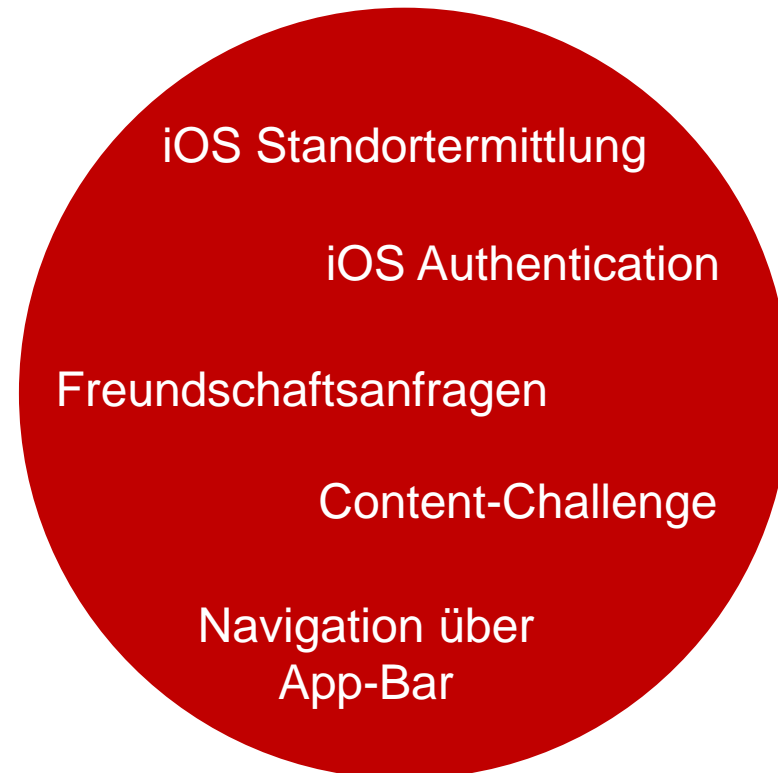 iOS Standortermittlung
iOS Authentication
Freundschaftsanfragen
Content-Challenge
Navigation über
App-Bar